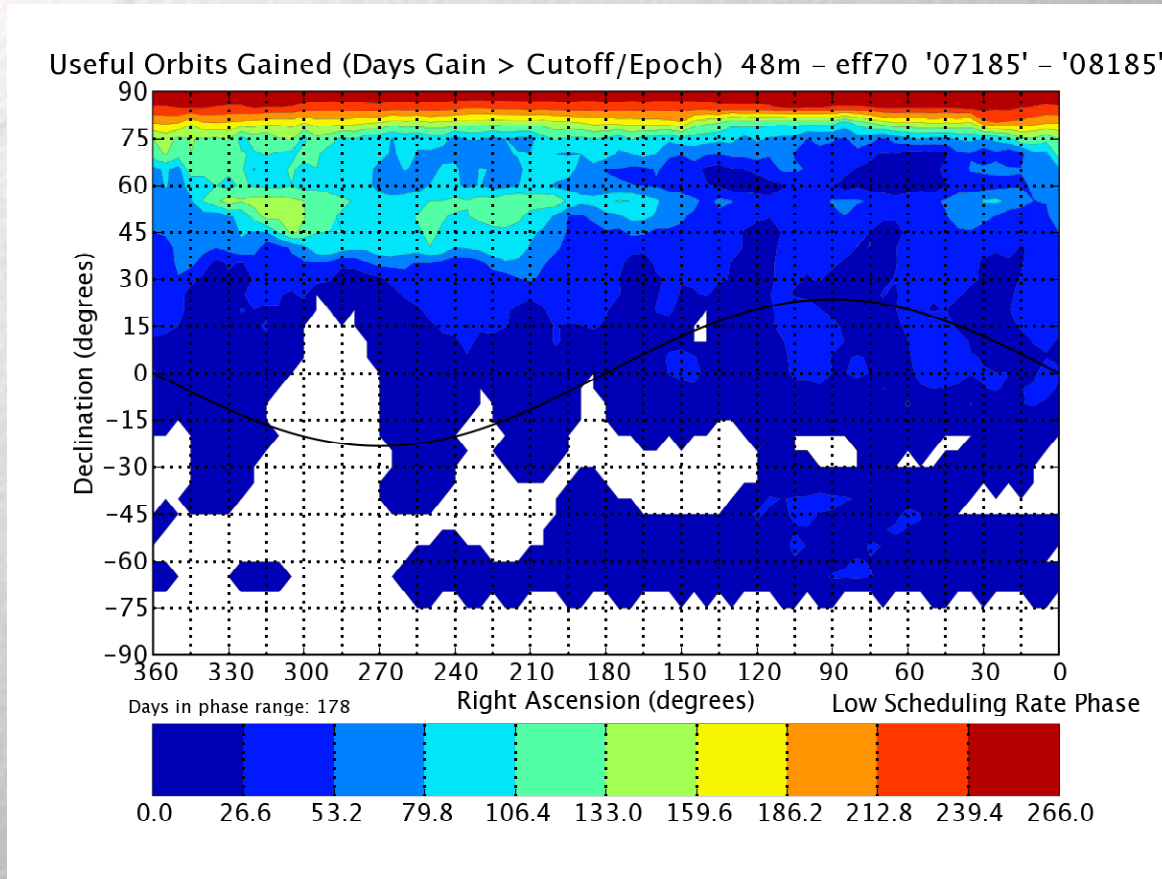 Useful Orbits Gained (Days Gain > Cutoff/Epoch)  48m – eff70  '07185' – '08185'
90
75
60
45
30
15
0
−15
−30
−45
−60
−75
−90
Declination (degrees)
360 330 300 270 240 210 180 150 120 90 60 30 0
Days in phase range: 178
Right Ascension (degrees)
Low Scheduling Rate Phase
0.0 26.6 53.2 79.8 106.4 133.0 159.6 186.2 212.8 239.4 266.0